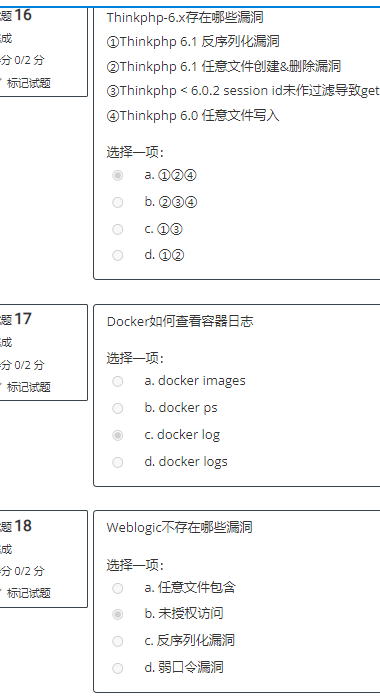 题 16
成
分 0/2 分
标记试题
Thinkphp-6.x存在哪些漏洞
①Thinkphp 6.1 反序列化漏洞
②Thinkphp 6.1 任意文件创建&删除漏洞
③Thinkphp < 6.0.2 session id未作过滤导致get
④Thinkphp 6.0 任意文件写入
选择一项：
a. ①②④
b. ②③④
c. ①③
d. ①②
题 17
成
分 0/2 分
标记试题
Docker如何查看容器日志
选择一项：
a. docker images
b. docker ps
c. docker log
d. docker logs
题 18
成
分 0/2 分
标记试题
Weblogic不存在哪些漏洞
选择一项：
a. 任意文件包含
b. 未授权访问
c. 反序列化漏洞
d. 弱口令漏洞